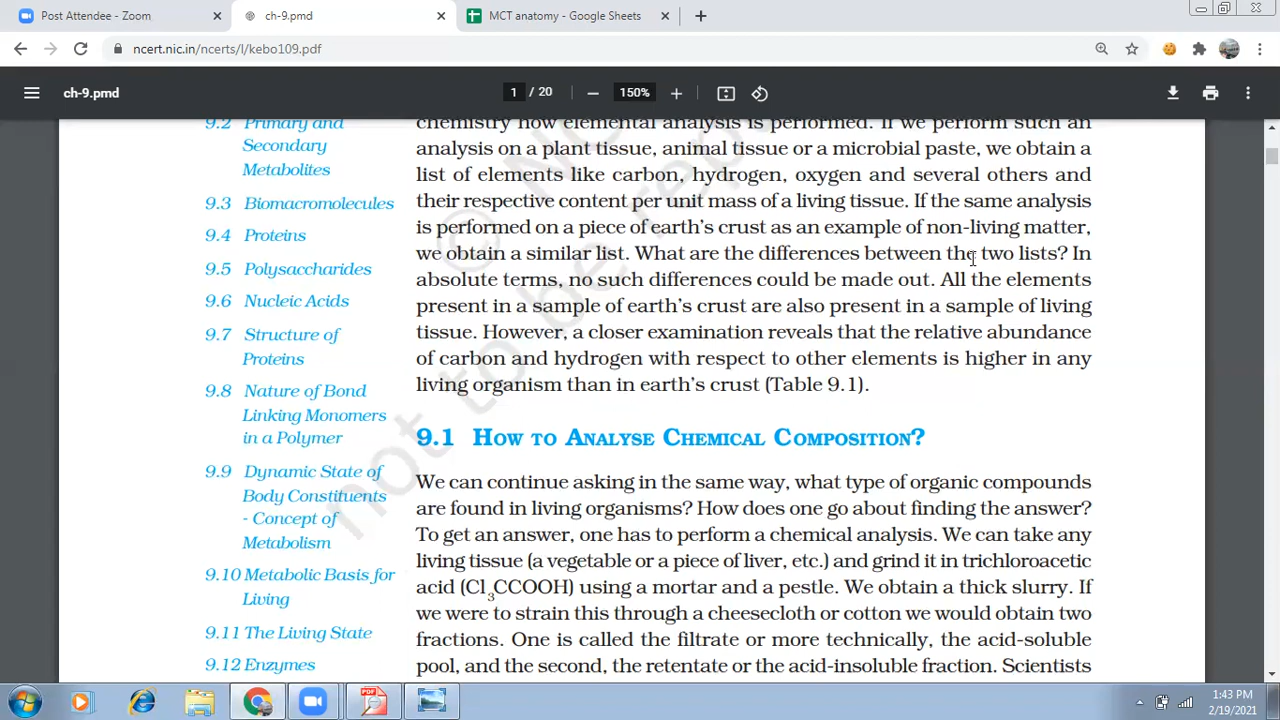 Post Attendee - Zoom
ch-9.pmd
MCT anatomy - Google Sheets
ncert.nic.in/ncerts/l/kebo109.pdf
ch-9.pmd
1 / 20
150%
9.2 Primary and
Secondary
Metabolites
9.3 Biomacromolecules
9.4 Proteins
9.5 Polysaccharides
9.6 Nucleic Acids
9.7 Structure of
Proteins
9.8 Nature of Bond
Linking Monomers
in a Polymer
9.9 Dynamic State of
Body Constituents
- Concept of
Metabolism
9.10 Metabolic Basis for
Living
9.11 The Living State
9.12 Enzymes
chemistry how elemental analysis is performed. If we perform such an
analysis on a plant tissue, animal tissue or a microbial paste, we obtain a
list of elements like carbon, hydrogen, oxygen and several others and
their respective content per unit mass of a living tissue. If the same analysis
is performed on a piece of earth's crust as an example of non-living matter,
we obtain a similar list. What are the differences between the two lists? In
absolute terms, no such differences could be made out. All the elements
present in a sample of earth's crust are also present in a sample of living
tissue. However, a closer examination reveals that the relative abundance
of carbon and hydrogen with respect to other elements is higher in any
living organism than in earth's crust (Table 9.1).
9.1 How to Analyse Chemical Composition?
We can continue asking in the same way, what type of organic compounds
are found in living organisms? How does one go about finding the answer?
To get an answer, one has to perform a chemical analysis. We can take any
living tissue (a vegetable or a piece of liver, etc.) and grind it in trichloroacetic
acid (Cl3CCOOH) using a mortar and a pestle. We obtain a thick slurry. If
we were to strain this through a cheesecloth or cotton we would obtain two
fractions. One is called the filtrate or more technically, the acid-soluble
pool, and the second, the retentate or the acid-insoluble fraction. Scientists
not to be
1:43 PM
2/19/2021